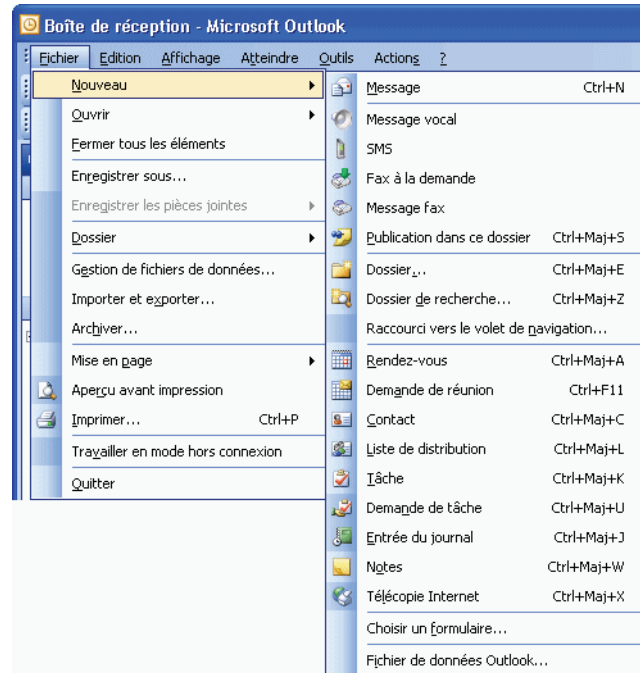 Boîte de réception - Microsoft Outlook
Fichier Edition Affichage Atteindre Outils Actions ?
Nouveau
Ouvrir
Fermer tous les éléments
Enregistrer sous...
Enregistrer les pièces jointes
Dossier
Gestion de fichiers de données...
Importer et exporter...
Archiver...
Mise en page
Aperçu avant impression
Imprimer... Ctrl+P
Travailler en mode hors connexion
Quitter
Message Ctrl+N
Message vocal
SMS
Fax à la demande
Message fax
Publication dans ce dossier Ctrl+Maj+S
Dossier... Ctrl+Maj+E
Dossier de recherche... Ctrl+Maj+Z
Raccourci vers le volet de navigation...
Rendez-vous Ctrl+Maj+A
Demande de réunion Ctrl+F11
Contact Ctrl+Maj+C
Liste de distribution Ctrl+Maj+L
Tâche Ctrl+Maj+K
Demande de tâche Ctrl+Maj+U
Entrée du journal Ctrl+Maj+J
Notes Ctrl+Maj+W
Télécopie Internet Ctrl+Maj+X
Choisir un formulaire...
Fichier de données Outlook...